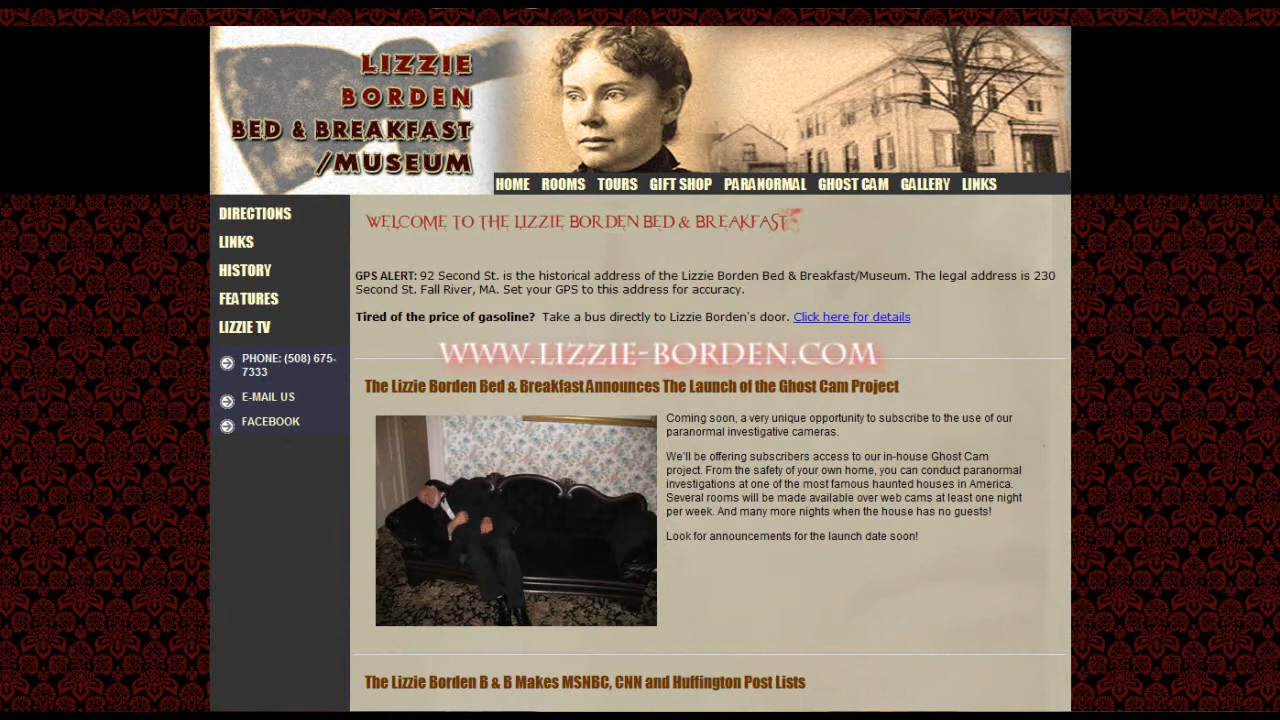 LIZZIE
BORDEN
BED & BREAKFAST
/MUSEUM
HOME ROOMS TOURS GIFT SHOP PARANORMAL GHOST CAM GALLERY LINKS
DIRECTIONS
LINKS
HISTORY
FEATURES
LIZZIE TV
PHONE: (508) 675-
7333
E-MAIL US
FACEBOOK
WELCOME TO THE LIZZIE BORDEN BED & BREAKFAST
GPS ALERT: 92 Second St. is the historical address of the Lizzie Borden Bed & Breakfast/Museum. The legal address is 230
Second St. Fall River, MA. Set your GPS to this address for accuracy.
Tired of the price of gasoline? Take a bus directly to Lizzie Borden's door. Click here for details
WWW.LIZZIE-BORDEN.COM
The Lizzie Borden Bed & Breakfast Announces The Launch of the Ghost Cam Project
Coming soon, a very unique opportunity to subscribe to the use of our
paranormal investigative cameras.
We'll be offering subscribers access to our in-house Ghost Cam
project. From the safety of your own home, you can conduct paranormal
investigations at one of the most famous haunted houses in America.
Several rooms will be made available over web cams at least one night
per week. And many more nights when the house has no guests!
Look for announcements for the launch date soon!
The Lizzie Borden B & B Makes MSNBC, CNN and Huffington Post Lists